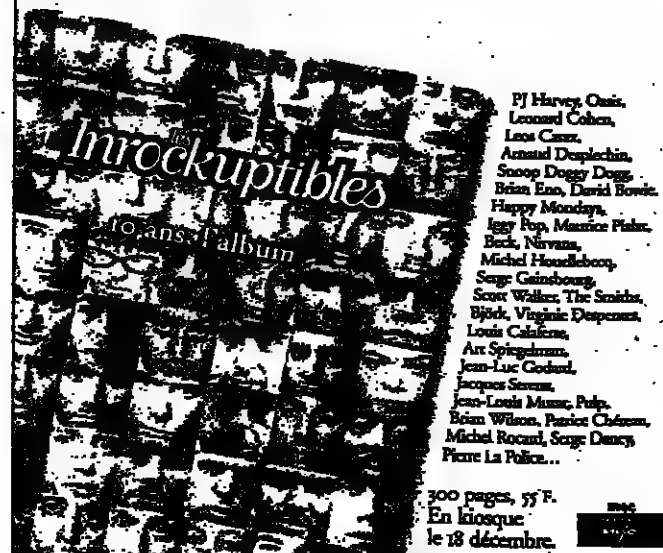 les
Inrockuptibles
10 ans, l'album
PJ Harvey, Oasis,
Leonard Cohen,
Leos Carax,
Arnaud Desplechin,
Snoop Doggy Dogg,
Brian Eno, David Bowie,
Happy Mondays,
Iggy Pop, Maurice Pialat,
Beck, Nirvana,
Michel Houellebecq,
Serge Gainsbourg,
Scott Walker, The Smiths,
Björk, Virginie Despentes,
Louis Calaferte,
Art Spiegelman,
Jean-Luc Godard,
Jacques Serena,
Jean-Louis Murat, Pulp,
Brian Wilson, Patrice Chéreau,
Michel Rocard, Serge Daney,
Pierre La Police...
300 pages, 55 F.
En kiosque
le 18 décembre.